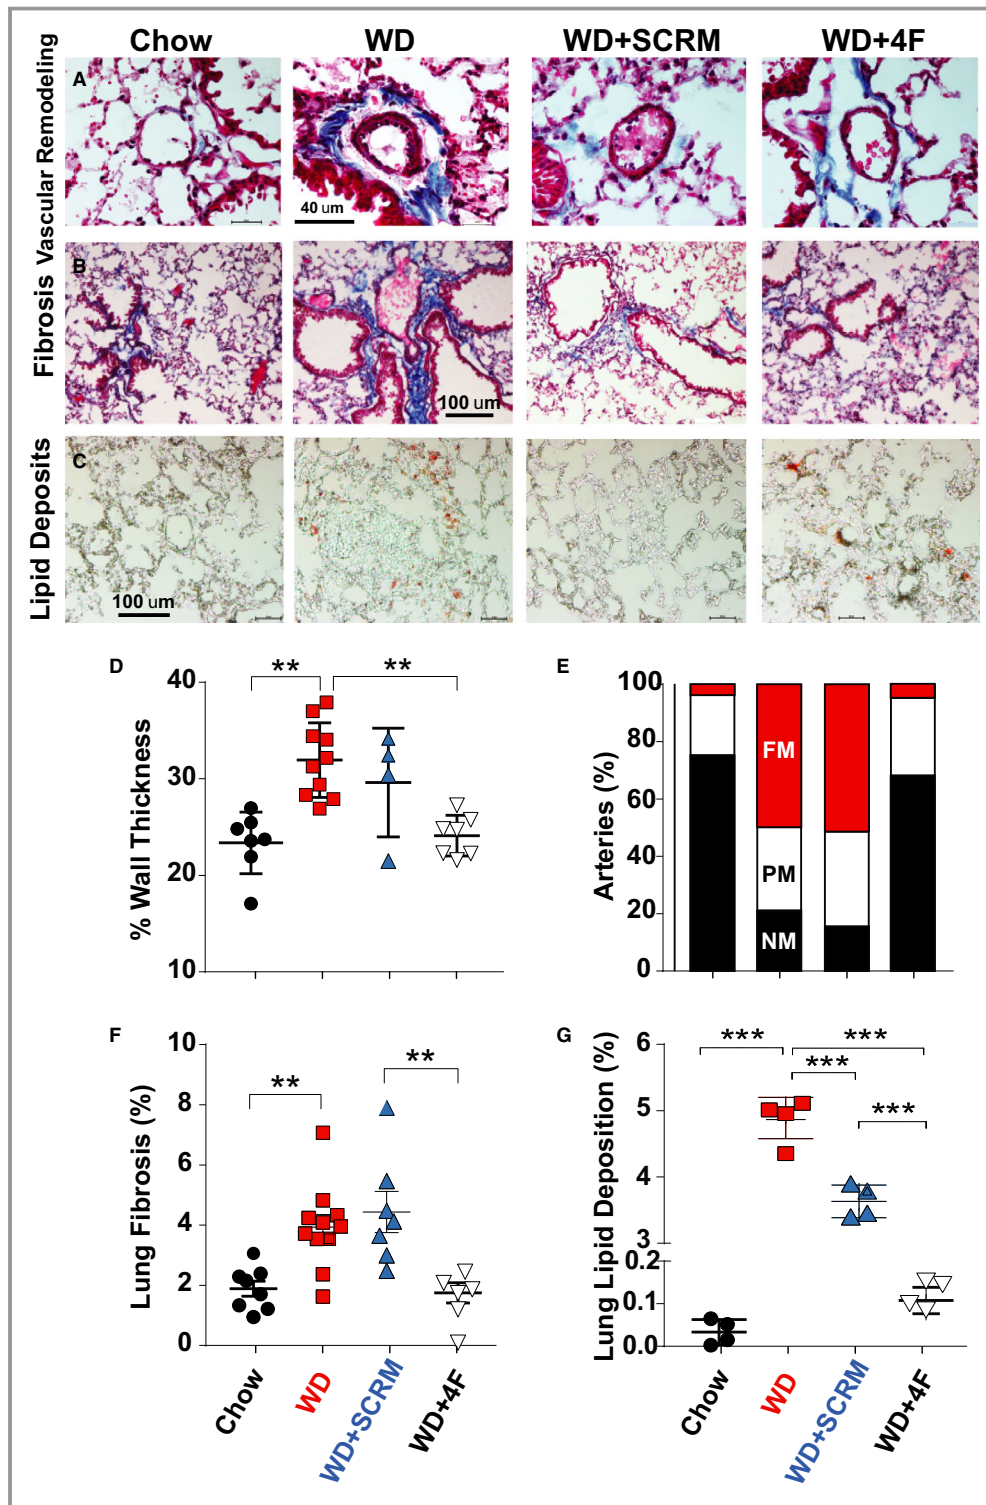 Chow WD WD+SCRM WD+4F
Vascular Remodeling
A
40 um
Fibrosis
B
100 um
Lipid Deposits
C
100 um
D
** **
% Wall Thickness
40
30
20
10
E
Arteries (%)
100
80
60
40
20
0
FM
PM
NM
F
** **
Lung Fibrosis (%)
10
8
6
4
2
0
Chow WD WD+SCRM WD+4F
G
*** *** *** ***
Lung Lipid Deposition (%)
6
5
4
3
0.2
0.1
0.0
Chow WD WD+SCRM WD+4F